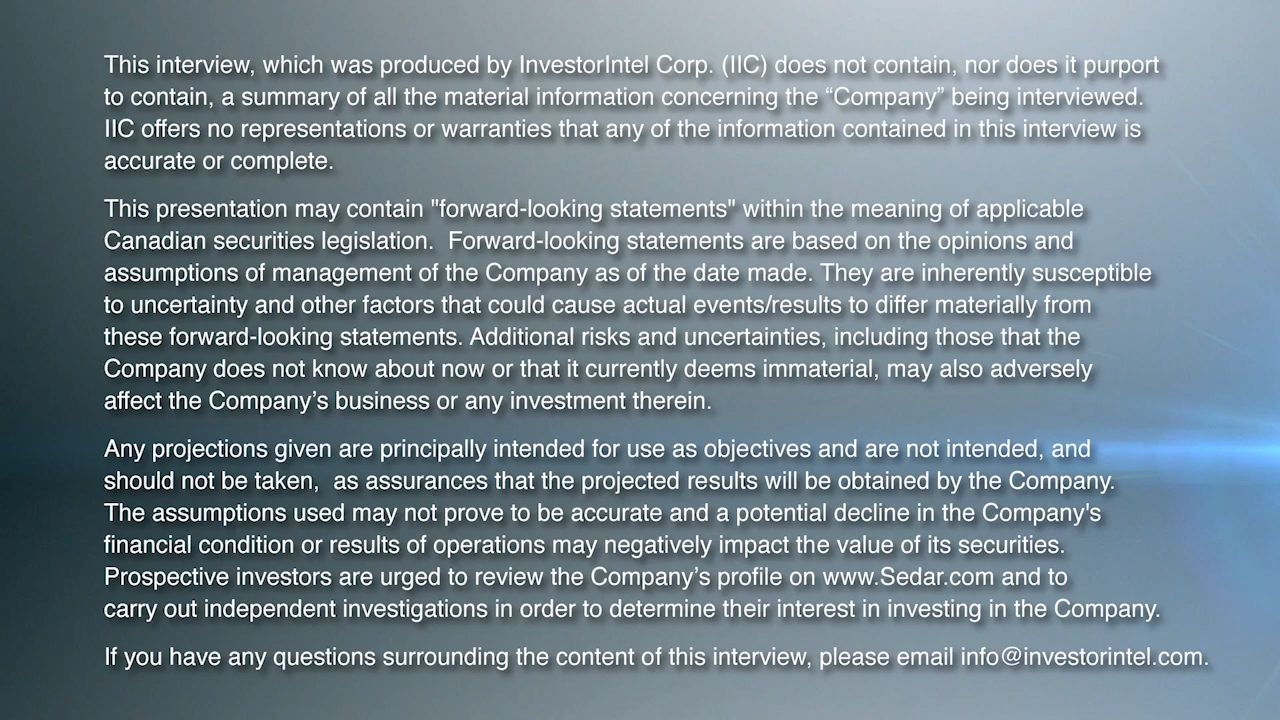 This interview, which was produced by InvestorIntel Corp. (IIC) does not contain, nor does it purport
to contain, a summary of all the material information concerning the “Company” being interviewed.
IIC offers no representations or warranties that any of the information contained in this interview is
accurate or complete.
This presentation may contain "forward-looking statements" within the meaning of applicable
Canadian securities legislation.  Forward-looking statements are based on the opinions and
assumptions of management of the Company as of the date made. They are inherently susceptible
to uncertainty and other factors that could cause actual events/results to differ materially from
these forward-looking statements. Additional risks and uncertainties, including those that the
Company does not know about now or that it currently deems immaterial, may also adversely
affect the Company’s business or any investment therein.
Any projections given are principally intended for use as objectives and are not intended, and
should not be taken,  as assurances that the projected results will be obtained by the Company.
The assumptions used may not prove to be accurate and a potential decline in the Company's
financial condition or results of operations may negatively impact the value of its securities.
Prospective investors are urged to review the Company’s profile on www.Sedar.com and to
carry out independent investigations in order to determine their interest in investing in the Company.
If you have any questions surrounding the content of this interview, please email info@investorintel.com.